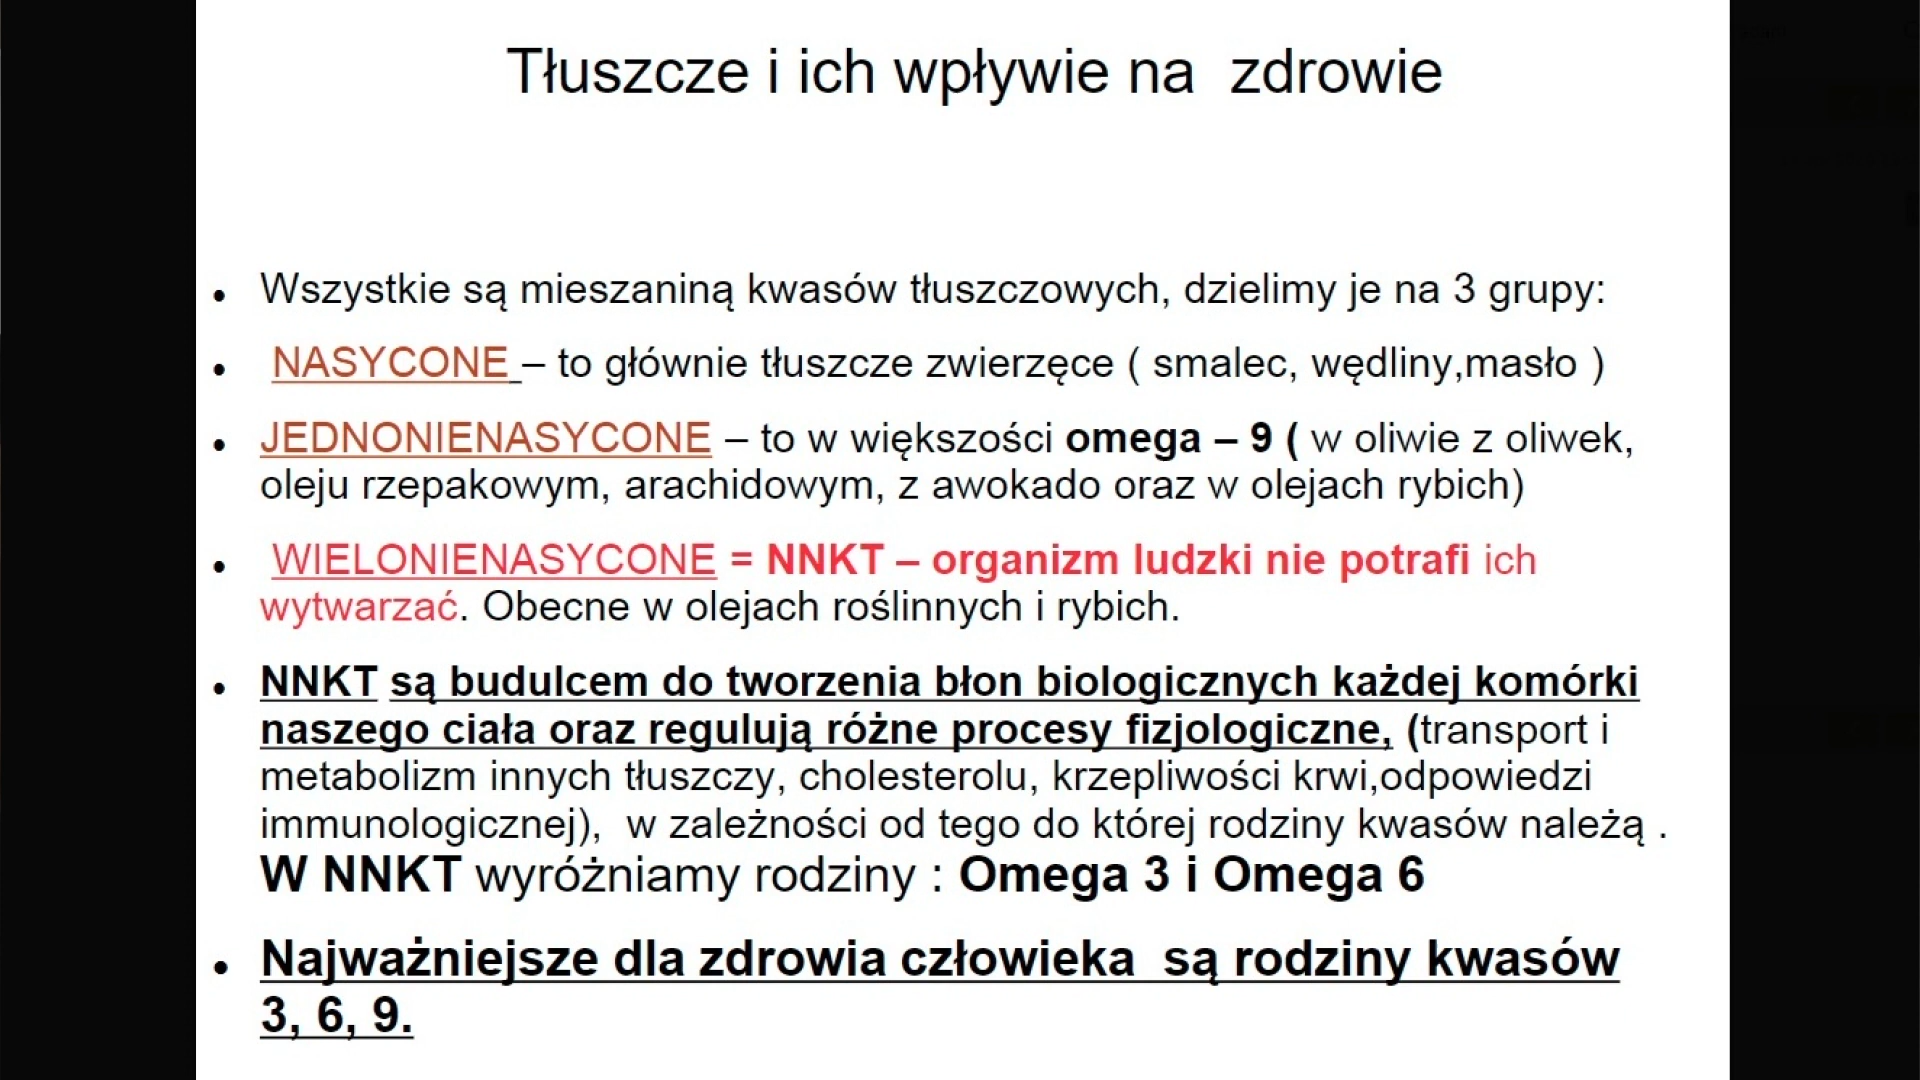 Tłuszcze i ich wpływie na  zdrowie
• Wszystkie są mieszaniną kwasów tłuszczowych, dzielimy je na 3 grupy:
• NASYCONE – to głównie tłuszcze zwierzęce ( smalec, wędliny,masło )
• JEDNONIENASYCONE – to w większości omega – 9 ( w oliwie z oliwek,
oleju rzepakowym, arachidowym, z awokado oraz w olejach rybich)
• WIELONIENASYCONE = NNKT – organizm ludzki nie potrafi ich
wytwarzać. Obecne w olejach roślinnych i rybich.
• NNKT są budulcem do tworzenia błon biologicznych każdej komórki
naszego ciała oraz regulują różne procesy fizjologiczne, (transport i
metabolizm innych tłuszczy, cholesterolu, krzepliwości krwi,odpowiedzi
immunologicznej),  w zależności od tego do której rodziny kwasów należą .
W NNKT wyróżniamy rodziny : Omega 3 i Omega 6
• Najważniejsze dla zdrowia człowieka  są rodziny kwasów
3, 6, 9.